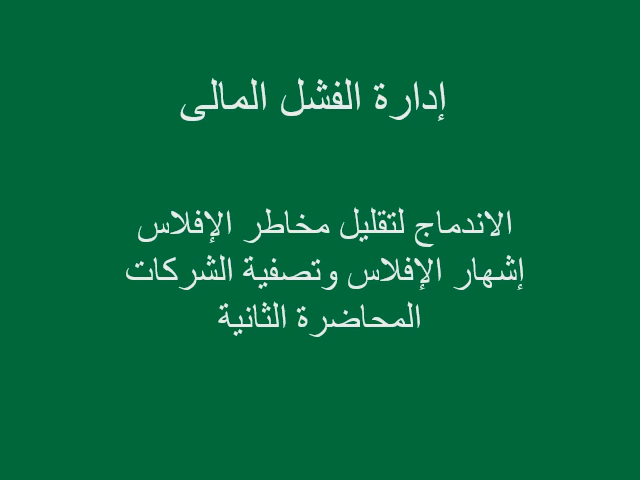 إدارة الفشل المالى
الاندماج لتقليل مخاطر الإفلاس
إشهار الإفلاس وتصفية الشركات
المحاضرة الثانية